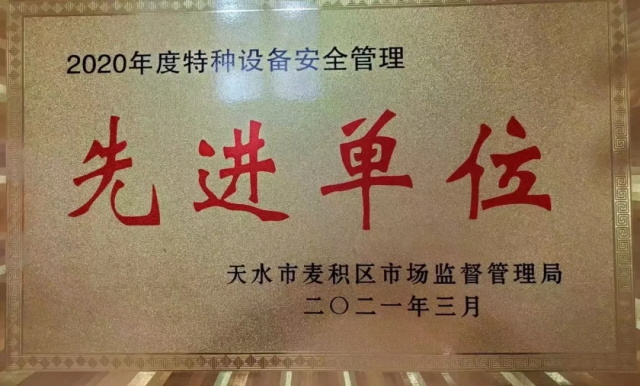 2020年度特种设备安全管理
先进单位
天水市麦积区市场监督管理局
二〇二一年三月